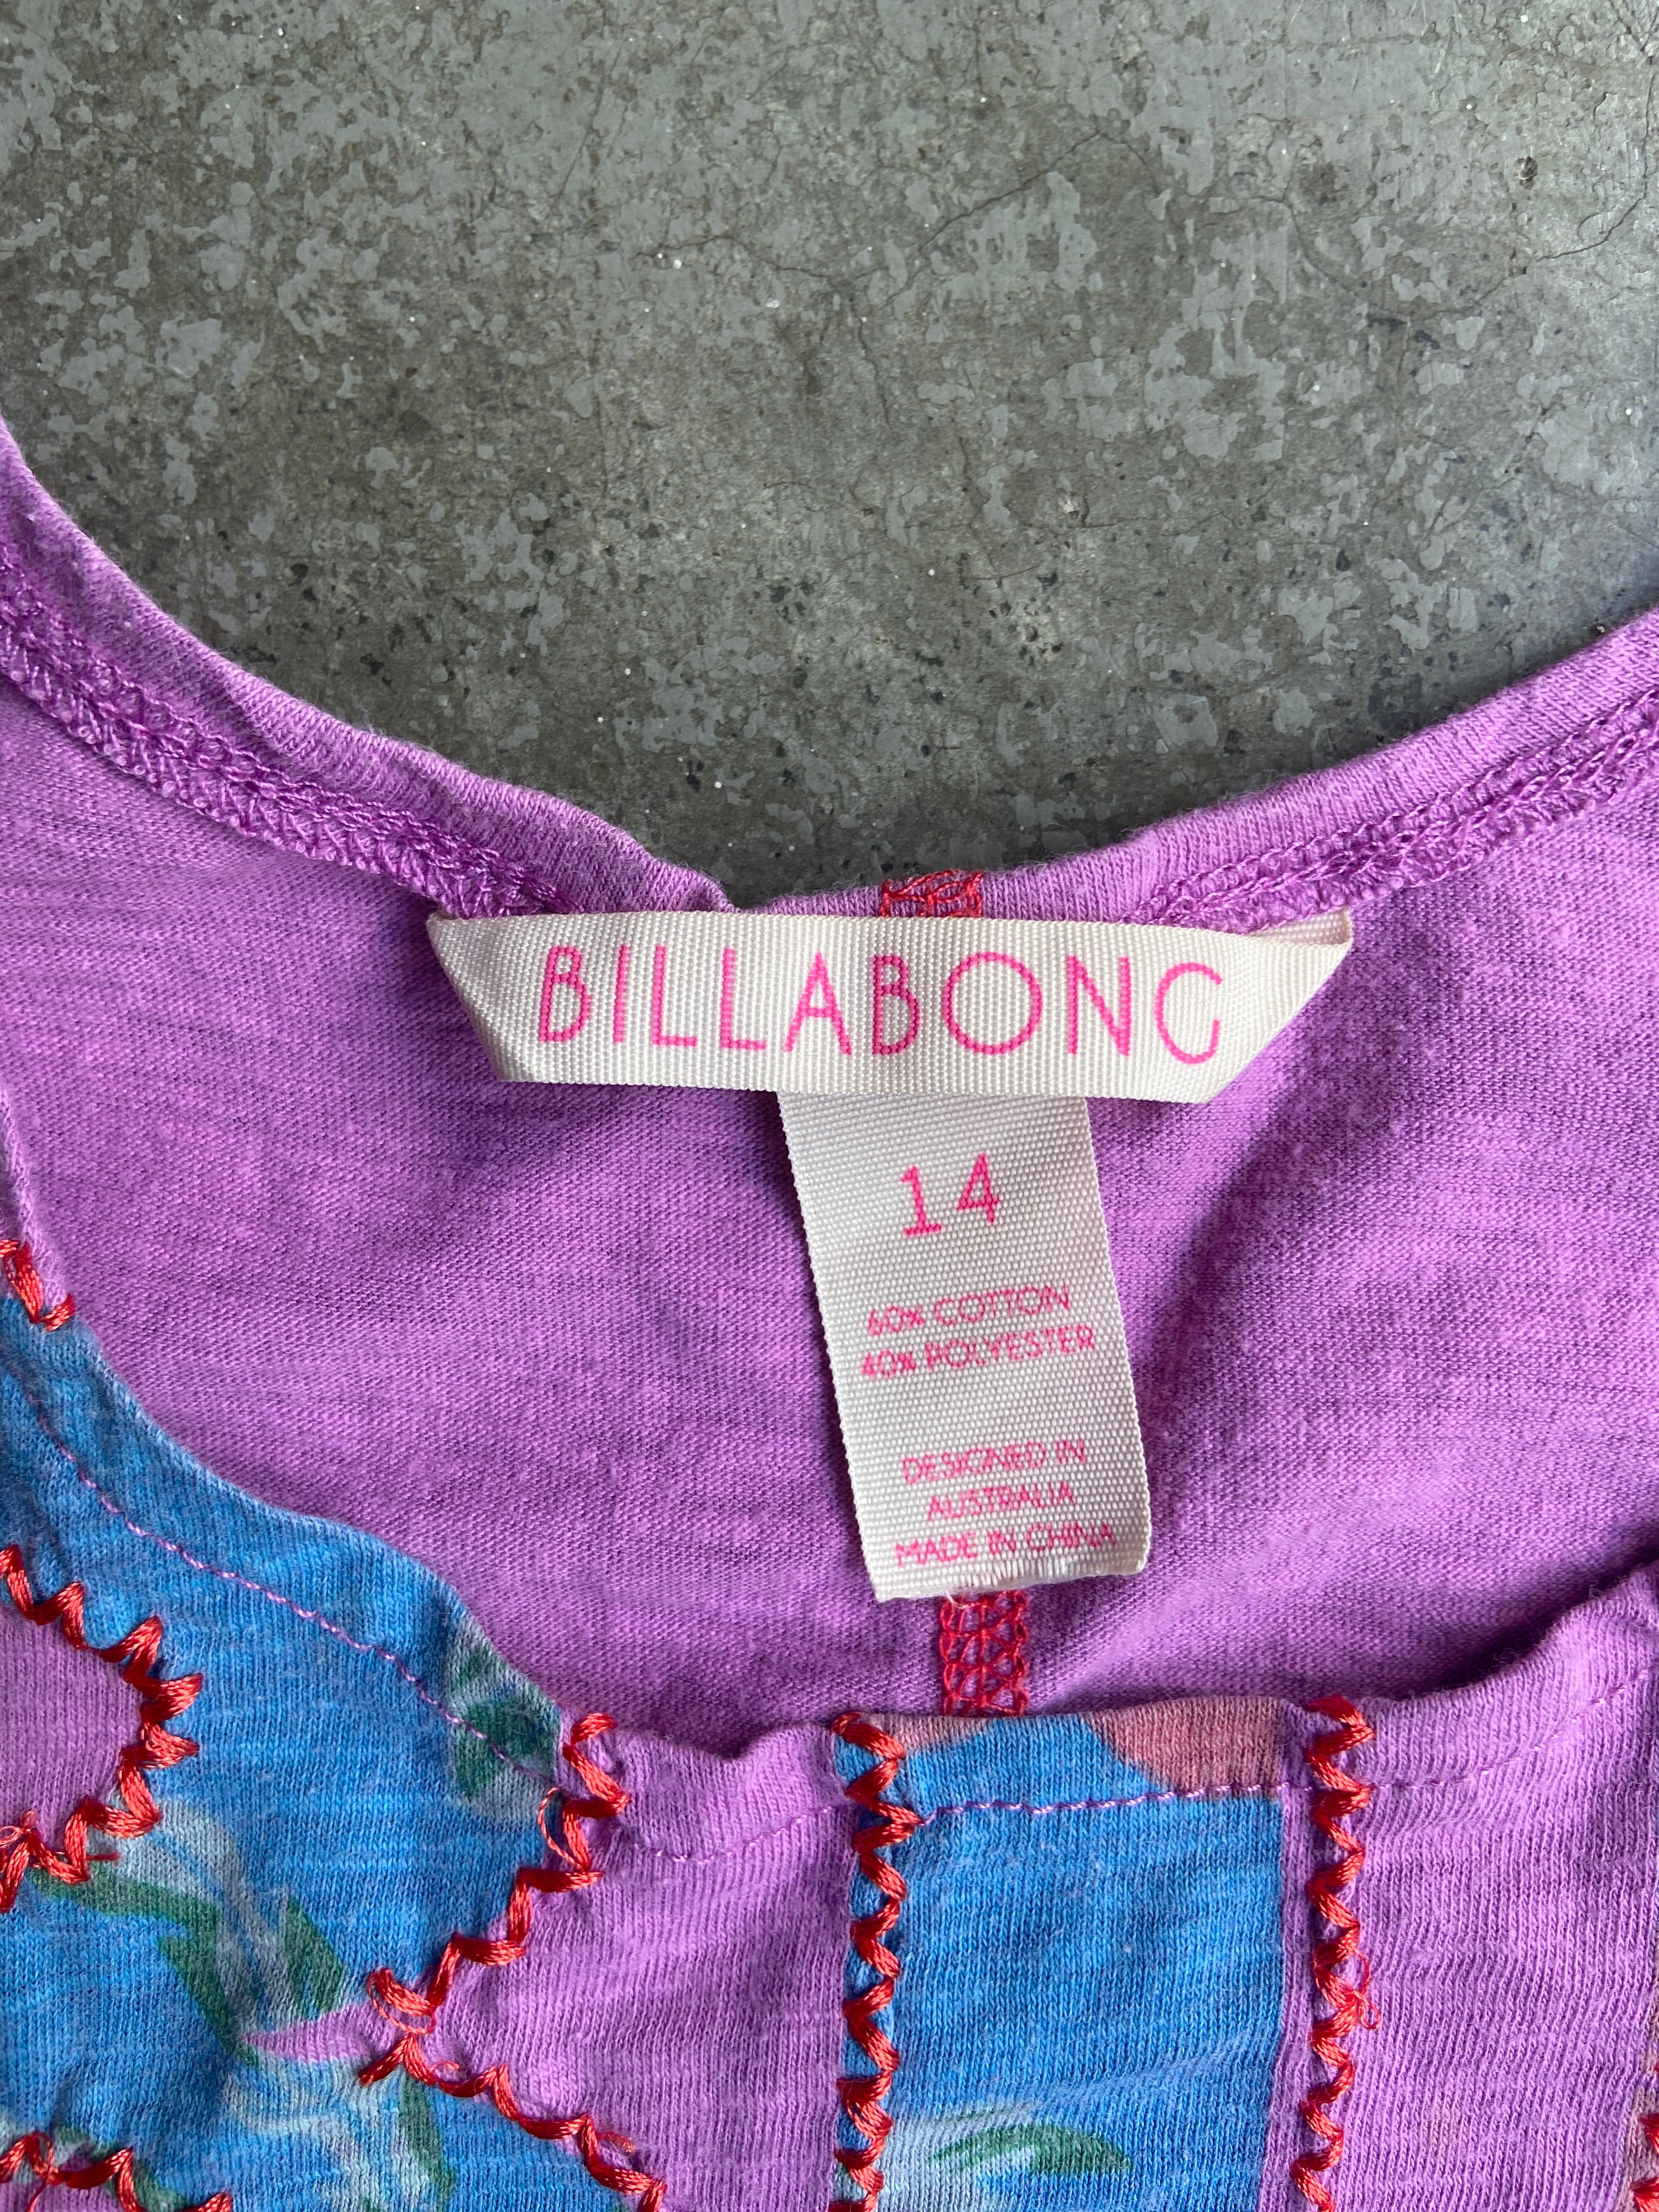 BILLABONG
14
60% COTTON
40% POLYESTER
DESIGNED IN
AUSTRALIA
MADE IN CHINA